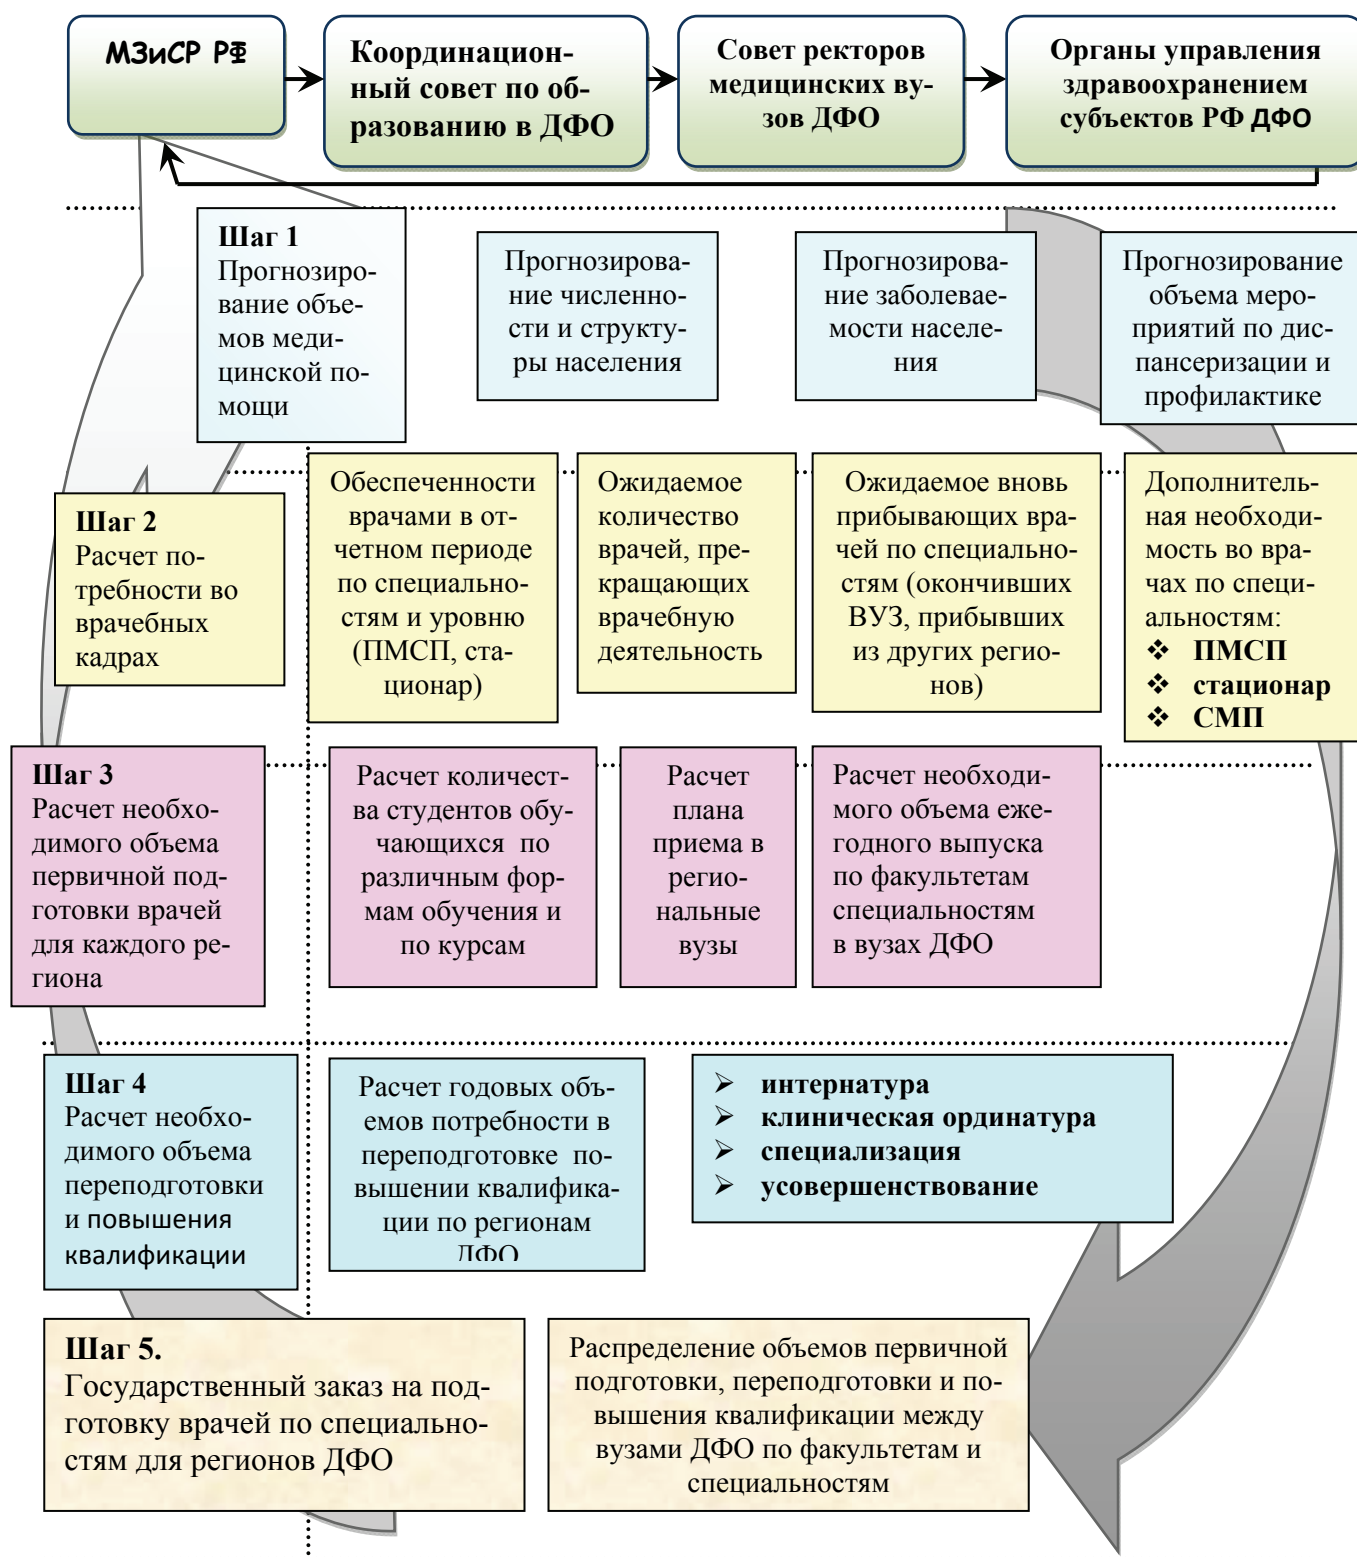 МЗиСР РФ
Координацион-
ный совет по об-
разованию в ДФО
Совет ректоров
медицинских ву-
зов ДФО
Органы управления
здравоохранением
субъектов РФ ДФО
Шаг 1
Прогнозиро-
вание объе-
мов меди-
цинской по-
мощи
Прогнозирова-
ние численно-
сти и структу-
ры населения
Прогнозирова-
ние заболевае-
мости населе-
ния
Прогнозирование
объема меро-
приятий по дис-
пансеризации и
профилактике
Шаг 2
Расчет по-
требности во
врачебных
кадрах
Обеспеченности
врачами в от-
четном периоде
по специально-
стям и уровню
(ПМСП, ста-
ционар)
Ожидаемое
количество
врачей, пре-
кращающих
врачебную
деятельность
Ожидаемое вновь
прибывающих вра-
чей по специально-
стям (окончивших
ВУЗ, прибывших
из других регио-
нов)
Дополнитель-
ная необходи-
мость во вра-
чах по специ-
альностям:
❖ ПМСП
❖ стационар
❖ СМП
Шаг 3
Расчет необхо-
димого объема
первичной под-
готовки врачей
для каждого ре-
гиона
Расчет количест-
ва студентов обу-
чающихся по
различным фор-
мам обучения и
по курсам
Расчет
плана
приема в
регио-
нальные
вузы
Расчет необходи-
мого объема еже-
годного выпуска
по факультетам
специальностям
в вузах ДФО
Шаг 4
Расчет необхо-
димого объема
переподготовки
и повышения
квалификации
Расчет годовых объ-
емов потребности в
переподготовке по-
вышении квалифика-
ции по регионам
ДФО
➢ интернатура
➢ клиническая ординатура
➢ специализация
➢ усовершенствование
Шаг 5.
Государственный заказ на под-
готовку врачей по специально-
стям для регионов ДФО
Распределение объемов первичной
подготовки, переподготовки и по-
вышения квалификации между
вузами ДФО по факультетам и
специальностям